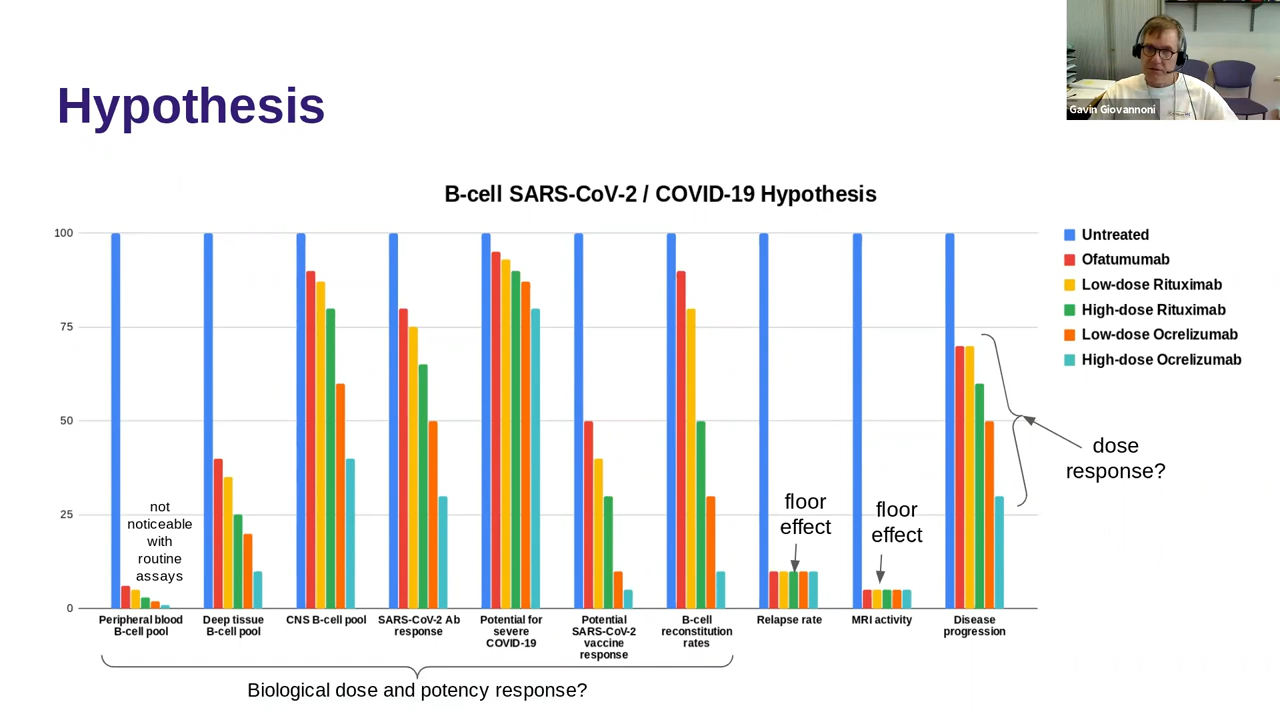 Gavin Giovannoni
Hypothesis
B-cell SARS-CoV-2 / COVID-19 Hypothesis
100
75
50
25
0
Untreated
Ofatumumab
Low-dose Rituximab
High-dose Rituximab
Low-dose Ocrelizumab
High-dose Ocrelizumab
not
noticeable
with
routine
assays
floor
effect
floor
effect
dose
response?
Peripheral blood
B-cell pool
Deep tissue
B-cell pool
CNS B-cell pool
SARS-CoV-2 Ab
response
Potential for
severe
COVID-19
Potential
SARS-CoV-2
vaccine
response
B-cell
reconstitution
rates
Relapse rate
MRI activity
Disease
progression
Biological dose and potency response?